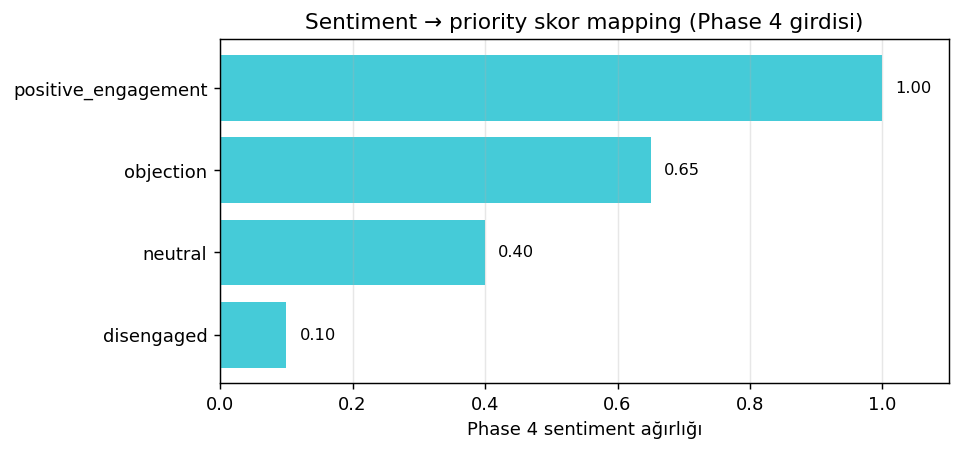 Sentiment → priority skor mapping (Phase 4 girdisi)
positive_engagement
1.00
objection
0.65
neutral
0.40
disengaged
0.10
0.0 0.2 0.4 0.6 0.8 1.0
Phase 4 sentiment ağırlığı